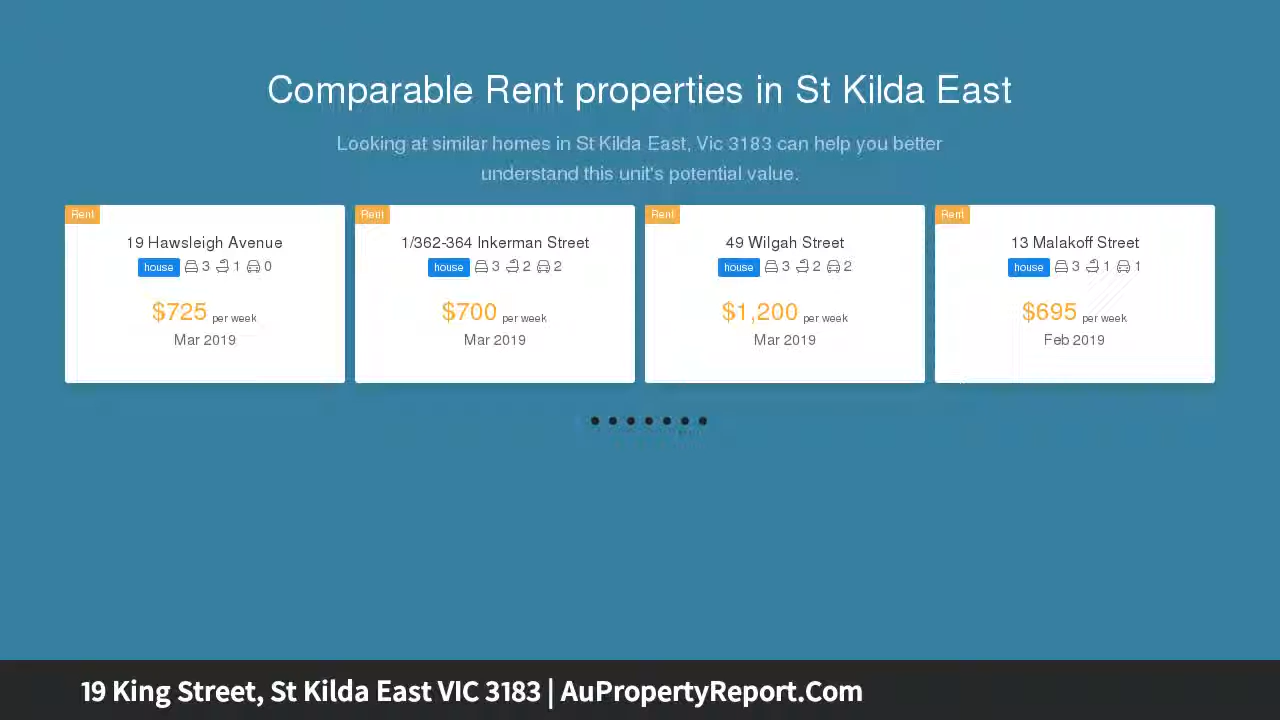 Comparable Rent properties in St Kilda East
Looking at similar homes in St Kilda East, Vic 3183 can help you better
understand this unit's potential value.
Rent
19 Hawsleigh Avenue
house 3 1 0
$725 per week
Mar 2019
Rent
1/362-364 Inkerman Street
house 3 2 2
$700 per week
Mar 2019
Rent
49 Wilgah Street
house 3 2 2
$1,200 per week
Mar 2019
Rent
13 Malakoff Street
house 3 1 1
$695 per week
Feb 2019
19 King Street, St Kilda East VIC 3183 | AuPropertyReport.Com